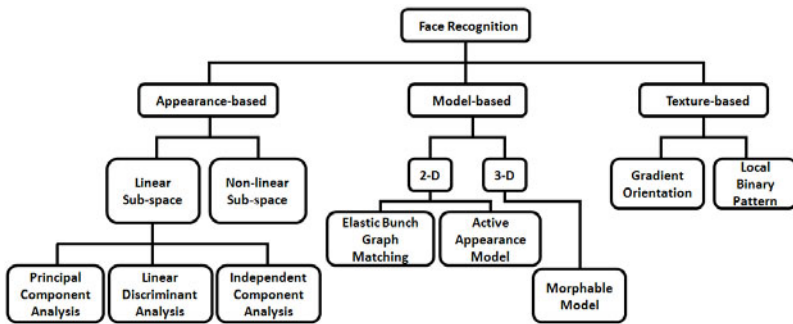 Face Recognition
Appearance-based
Model-based
Texture-based
Linear
Sub-space
Non-linear
Sub-space
2-D
3-D
Gradient
Orientation
Local
Binary
Pattern
Elastic Bunch
Graph
Matching
Active
Appearance
Model
Principal
Component
Analysis
Linear
Discriminant
Analysis
Independent
Component
Analysis
Morphable
Model